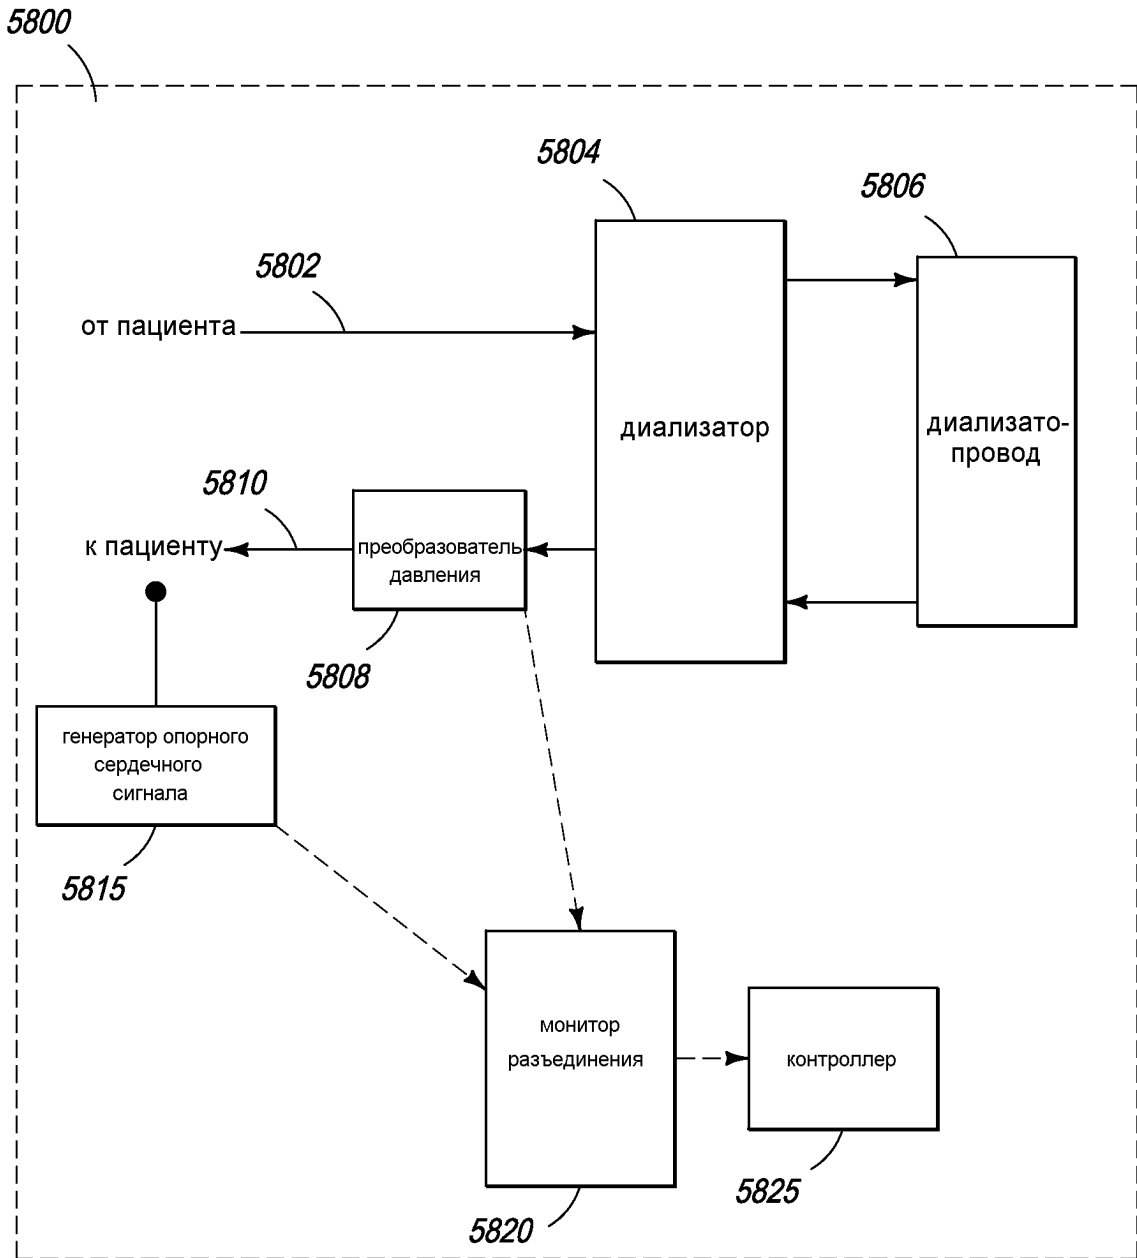 5800
5804
5806
5802
от пациента
диализатор
диализато-
провод
5810
к пациенту
преобразователь
давления
5808
генератор опорного
сердечного
сигнала
5815
монитор
разъединения
контроллер
5825
5820